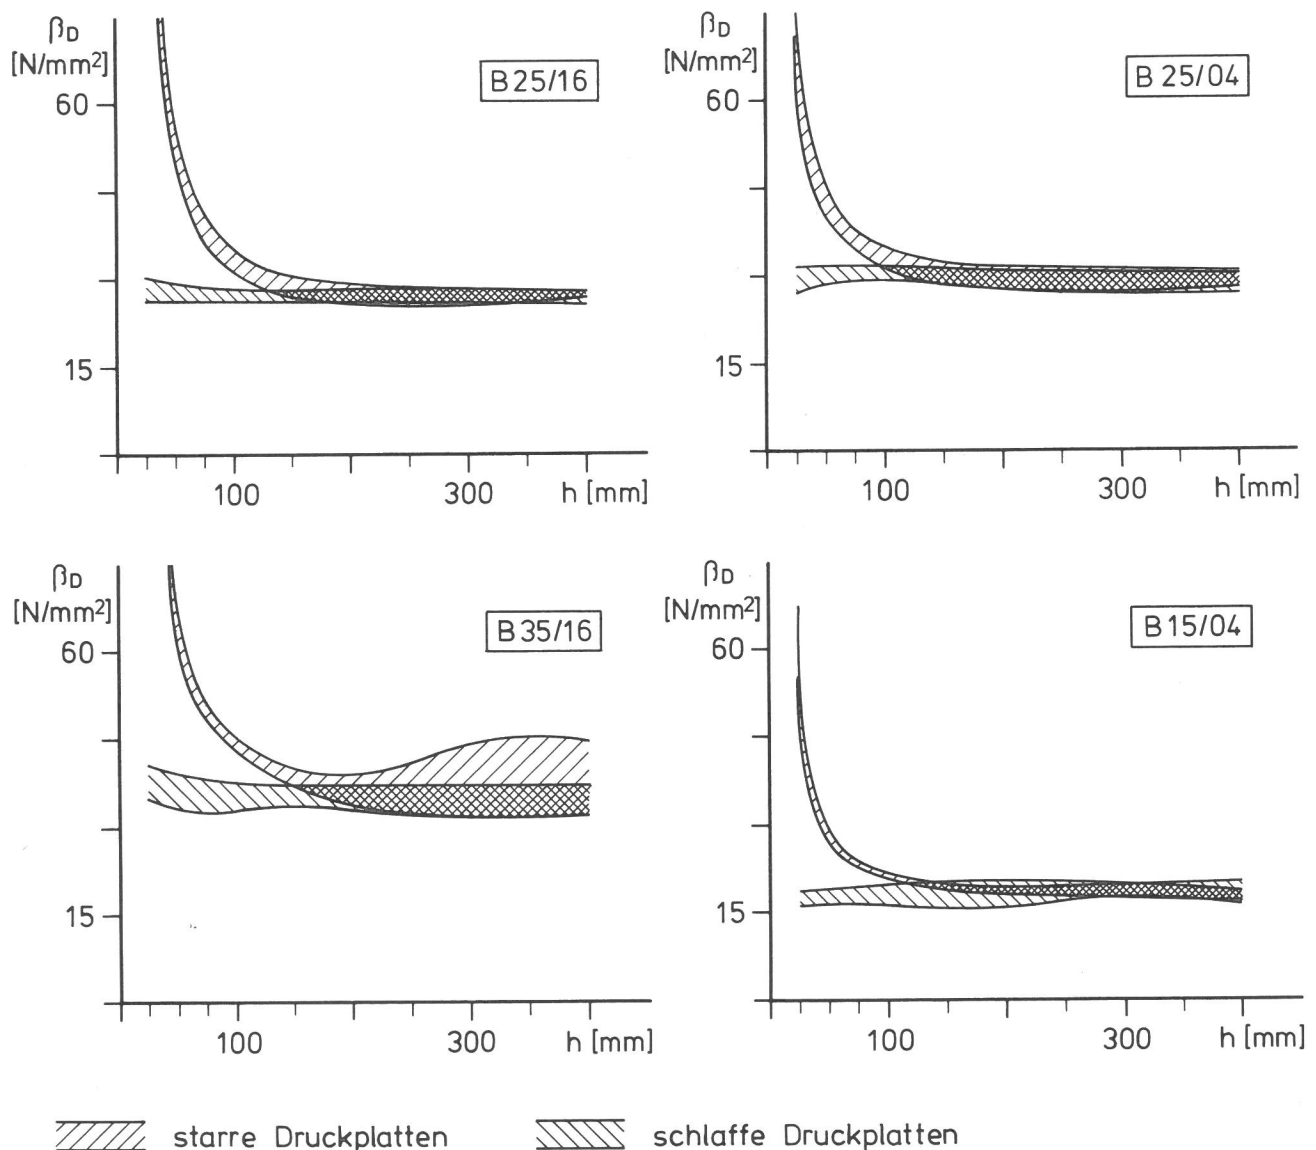 βD
[N/mm²]
B25/16
60
15
100
300
h [mm]
βD
[N/mm²]
B 25/04
60
15
100
300
h [mm]
βD
[N/mm²]
B35/16
60
15
100
300
h [mm]
βD
[N/mm²]
B15/04
60
15
100
300
h [mm]
starre Druckplatten
schlaffe Druckplatten